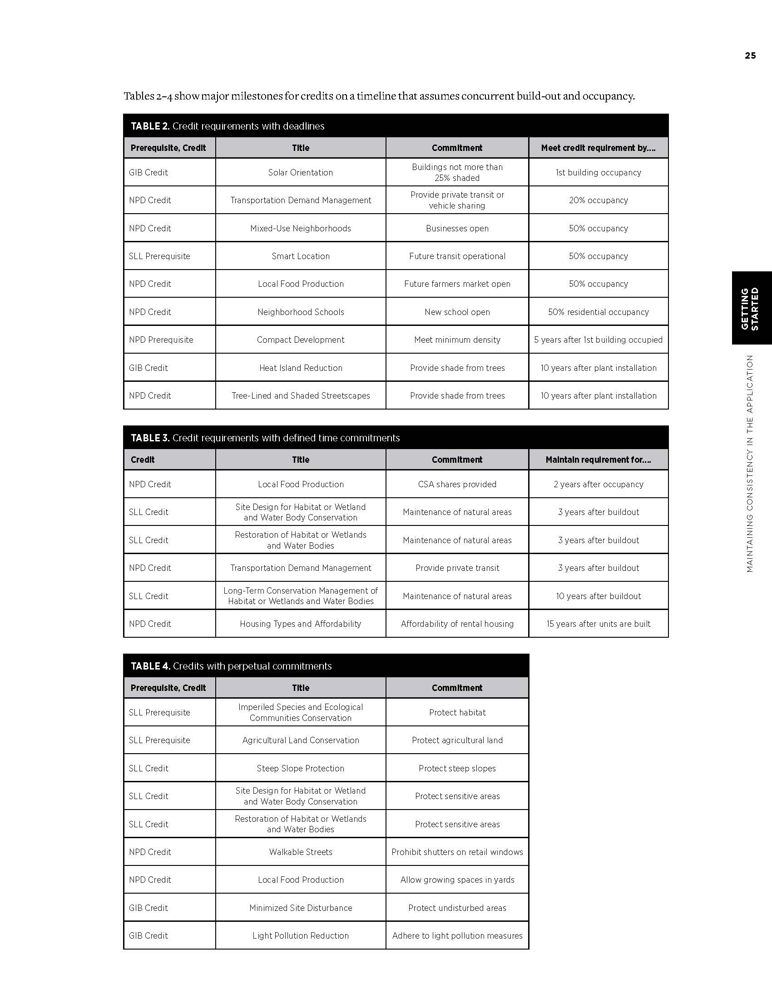 25
Tables 2–4 show major milestones for credits on a timeline that assumes concurrent build-out and occupancy.
TABLE 2. Credit requirements with deadlines
Prerequisite, Credit Title Commitment Meet credit requirement by....
GIB Credit Solar Orientation Buildings not more than
25% shaded 1st building occupancy
NPD Credit Transportation Demand Management Provide private transit or
vehicle sharing 20% occupancy
NPD Credit Mixed-Use Neighborhoods Businesses open 50% occupancy
SLL Prerequisite Smart Location Future transit operational 50% occupancy
NPD Credit Local Food Production Future farmers market open 50% occupancy
NPD Credit Neighborhood Schools New school open 50% residential occupancy
NPD Prerequisite Compact Development Meet minimum density 5 years after 1st building occupied
GIB Credit Heat Island Reduction Provide shade from trees 10 years after plant installation
NPD Credit Tree-Lined and Shaded Streetscapes Provide shade from trees 10 years after plant installation
TABLE 3. Credit requirements with defined time commitments
Credit Title Commitment Maintain requirement for....
NPD Credit Local Food Production CSA shares provided 2 years after occupancy
SLL Credit Site Design for Habitat or Wetland
and Water Body Conservation Maintenance of natural areas 3 years after buildout
SLL Credit Restoration of Habitat or Wetlands
and Water Bodies Maintenance of natural areas 3 years after buildout
NPD Credit Transportation Demand Management Provide private transit 3 years after buildout
SLL Credit Long-Term Conservation Management of
Habitat or Wetlands and Water Bodies Maintenance of natural areas 10 years after buildout
NPD Credit Housing Types and Affordability Affordability of rental housing 15 years after units are built
TABLE 4. Credits with perpetual commitments
Prerequisite, Credit Title Commitment
SLL Prerequisite Imperiled Species and Ecological
Communities Conservation Protect habitat
SLL Prerequisite Agricultural Land Conservation Protect agricultural land
SLL Credit Steep Slope Protection Protect steep slopes
SLL Credit Site Design for Habitat or Wetland
and Water Body Conservation Protect sensitive areas
SLL Credit Restoration of Habitat or Wetlands
and Water Bodies Protect sensitive areas
NPD Credit Walkable Streets Prohibit shutters on retail windows
NPD Credit Local Food Production Allow growing spaces in yards
GIB Credit Minimized Site Disturbance Protect undisturbed areas
GIB Credit Light Pollution Reduction Adhere to light pollution measures
GETTING
STARTED
MAINTAINING CONSISTENCY IN THE APPLICATION